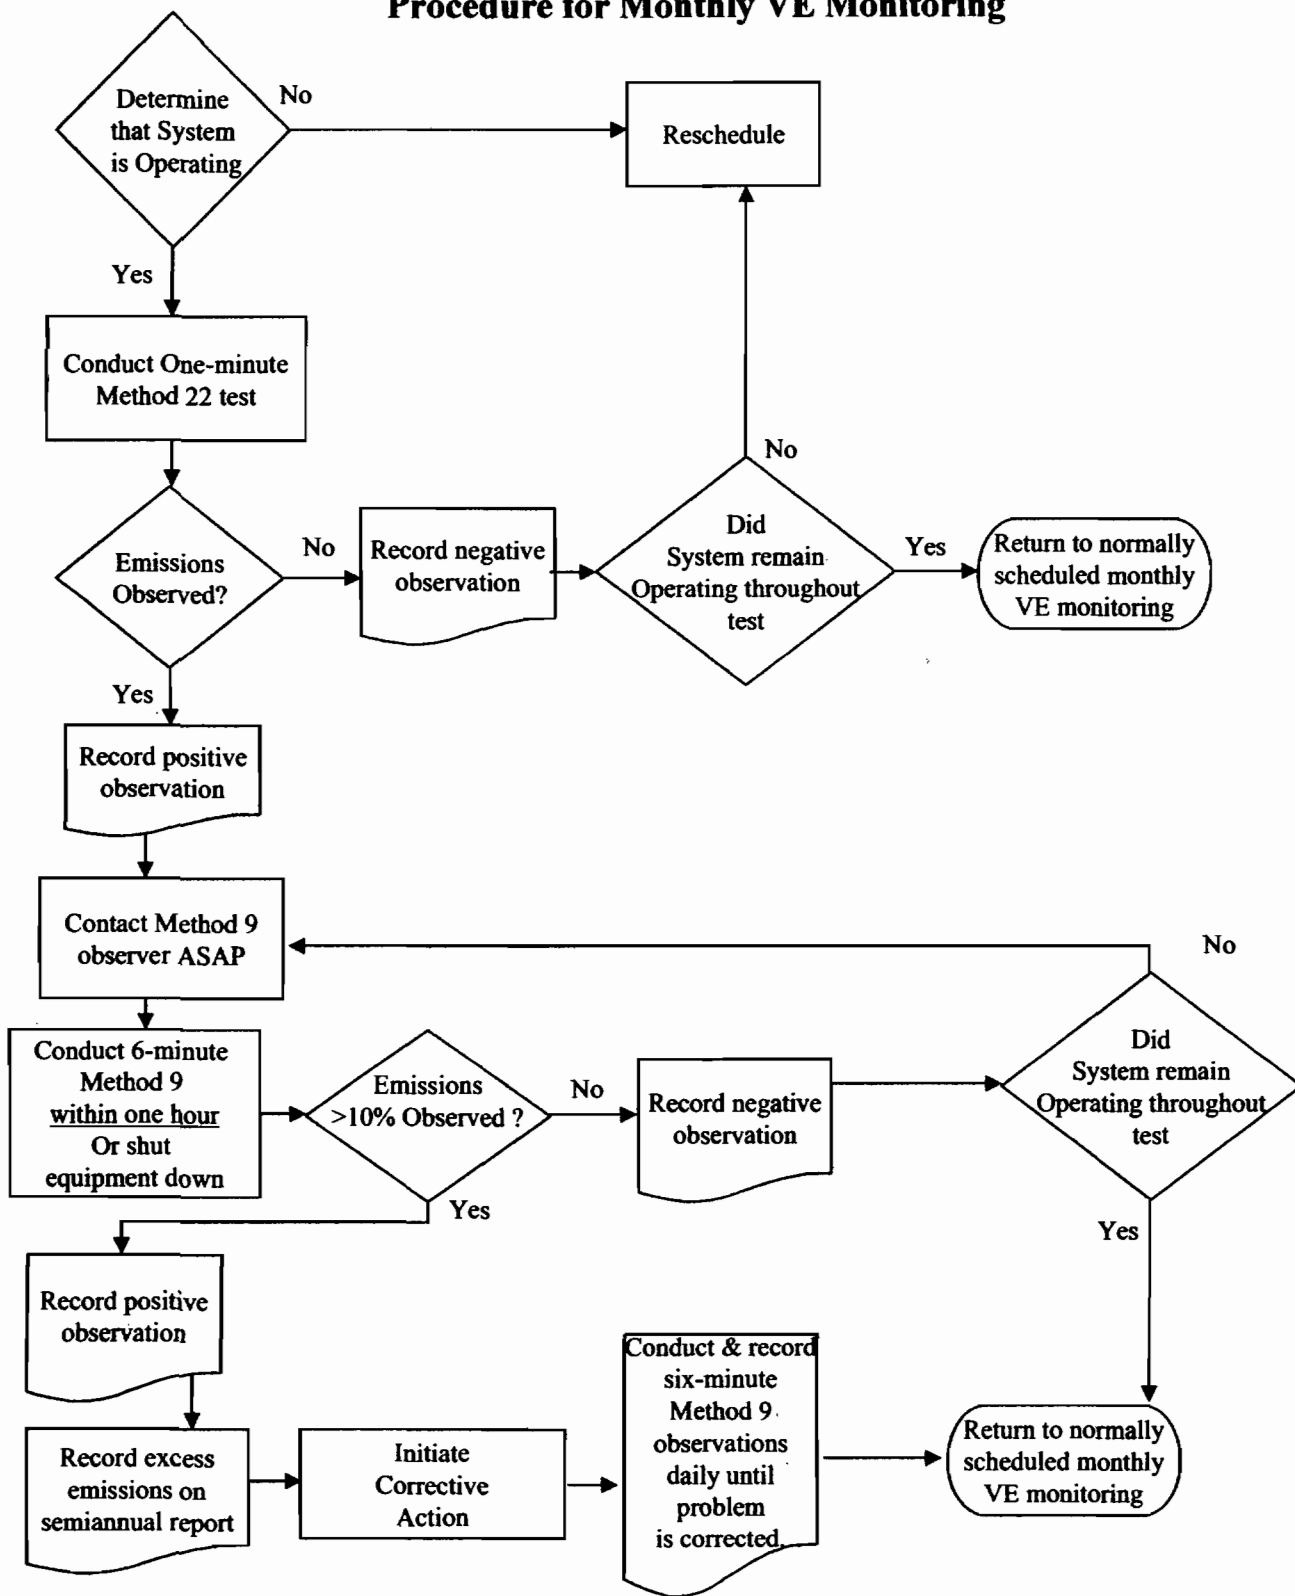 Procedure for Monthly VE Monitoring
Determine
that System
is Operating
No
Reschedule
Yes
Conduct One-minute
Method 22 test
No
Emissions
Observed?
No
Record negative
observation
Did
System remain
Operating throughout
test
Yes
Return to normally
scheduled monthly
VE monitoring
Yes
Record positive
observation
Contact Method 9
observer ASAP
No
Conduct 6-minute
Method 9
within one hour
Or shut
equipment down
Emissions
>10% Observed ?
No
Record negative
observation
Did
System remain
Operating throughout
test
Yes
Yes
Record positive
observation
Record excess
emissions on
semiannual report
Initiate
Corrective
Action
Conduct & record
six-minute
Method 9
observations
daily until
problem
is corrected.
Return to normally
scheduled monthly
VE monitoring